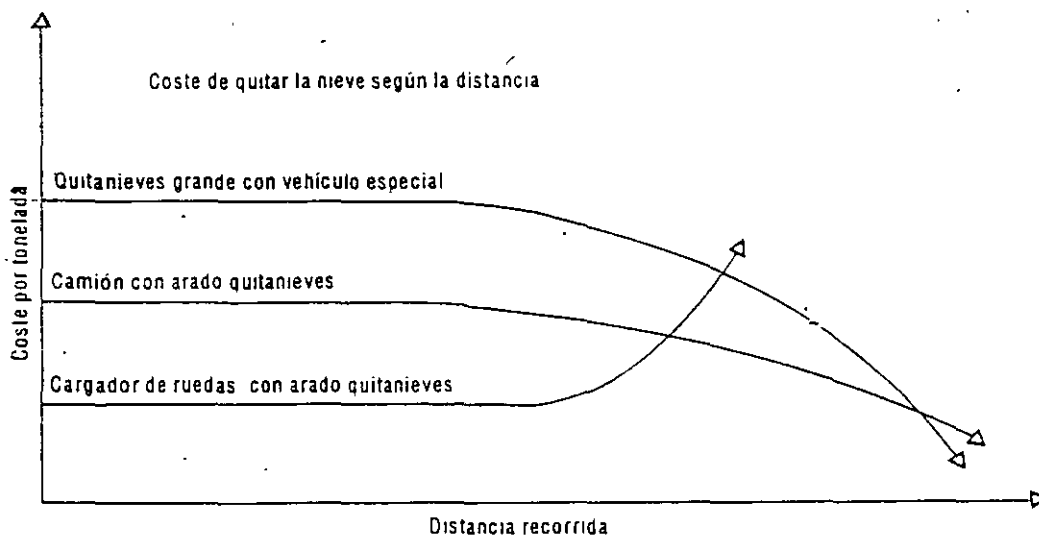 Coste de quitar la nieve según la distancia
Quitanieves grande con vehículo especial
Camión con arado quitanieves
Cargador de ruedas con arado quitanieves
Coste por tonelada
Distancia recorrida